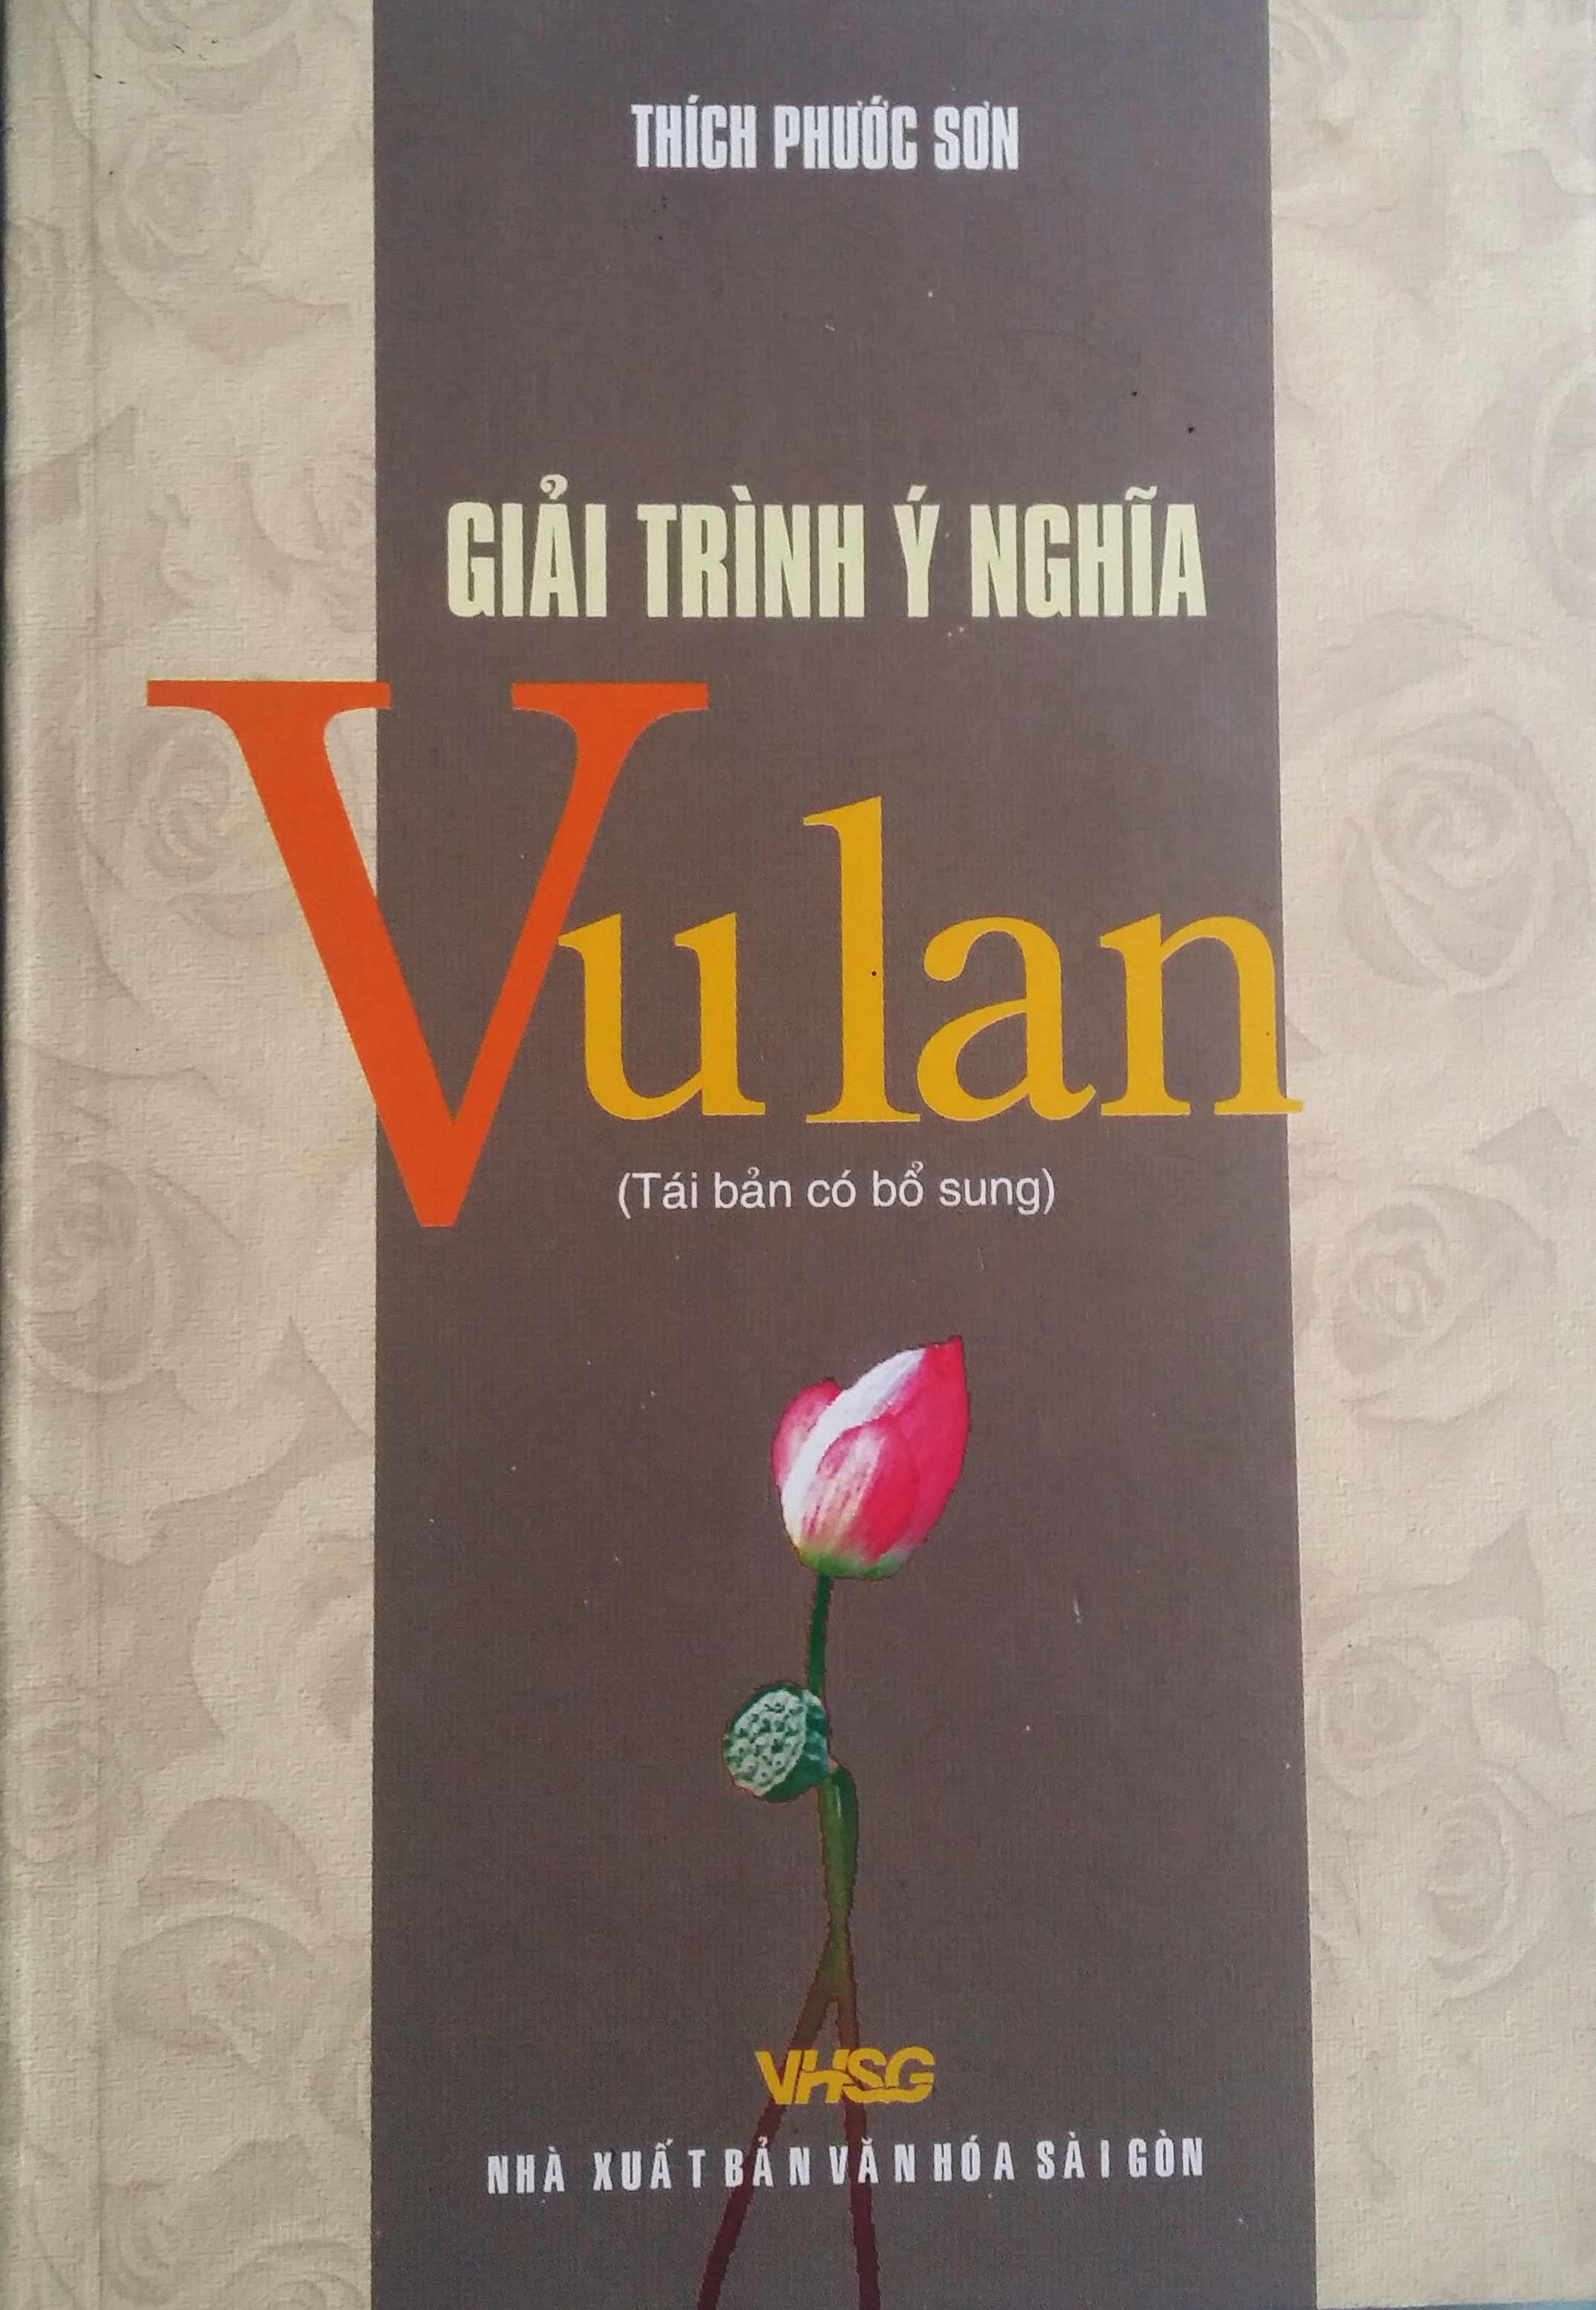 THÍCH PHƯỚC SƠN
GIẢI TRÌNH Ý NGHĨA
Vu lan
(Tái bản có bổ sung)
VHSG
NHÀ XUẤT BẢN VĂN HÓA SÀI GÒN